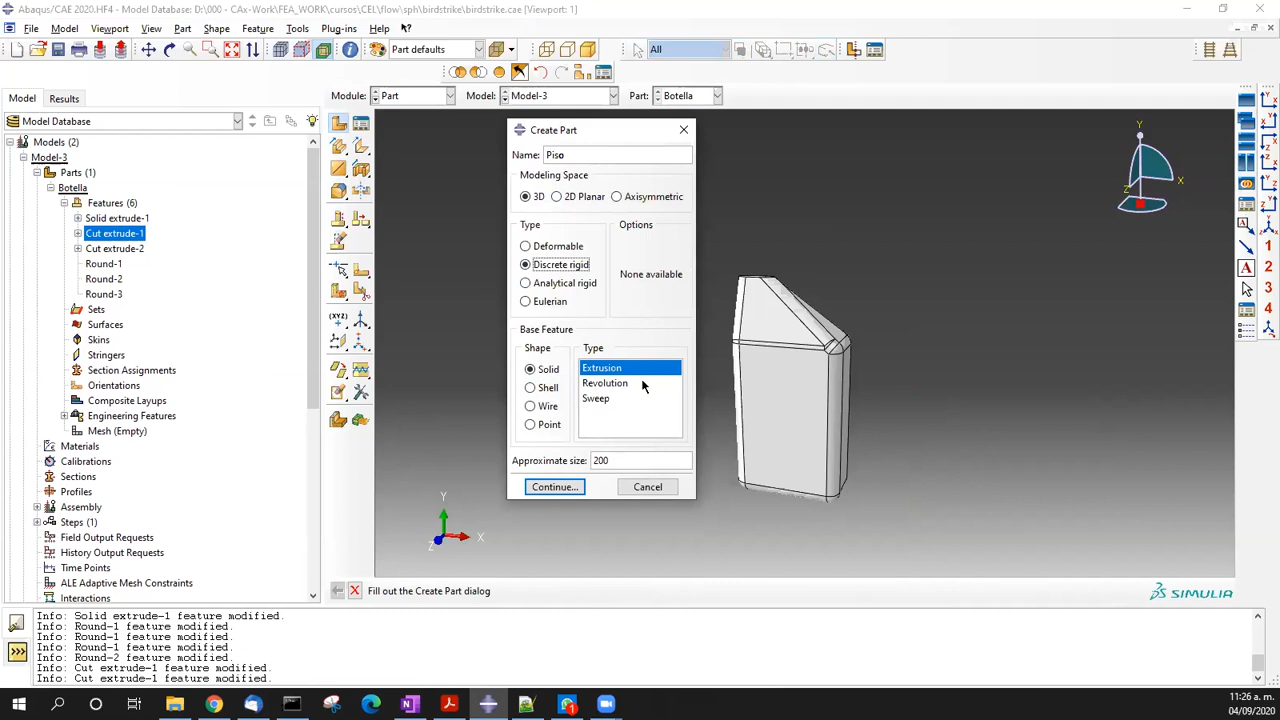 Abaqus/CAE 2020.HF4 - Model Database: D:\000 - CAx-Work\FEA_WORK\cursos\CEL\flow\sph\birdstrike\birdstrike.cae [Viewport: 1]
File Model Viewport View Part Shape Feature Tools Plug-ins Help
Part defaults All
Model Results Module: Part Model: Model-3 Part: Botella
Model Database
Create Part
Name: Piso
Modeling Space
3D 2D Planar Axisymmetric
Type Options
Deformable
Discrete rigid
None available
Analytical rigid
Eulerian
Base Feature
Shape Type
Solid Extrusion
Shell Revolution
Wire Sweep
Point
Approximate size: 200
Continue... Cancel
Models (2)
Model-3
Parts (1)
Botella
Features (6)
Solid extrude-1
Cut extrude-1
Cut extrude-2
Round-1
Round-2
Round-3
Sets
Surfaces
Skins
Stringers
Section Assignments
Orientations
Composite Layups
Engineering Features
Mesh (Empty)
Materials
Calibrations
Sections
Profiles
Assembly
Steps (1)
Field Output Requests
History Output Requests
Time Points
ALE Adaptive Mesh Constraints
Interactions
(XYZ)
Y
X
Z
Y
X
Z
A
1
2
3
4
Fill out the Create Part dialog
SIMULIA
Info: Solid extrude-1 feature modified.
Info: Round-1 feature modified.
Info: Round-1 feature modified.
Info: Round-1 feature modified.
Info: Round-2 feature modified.
Info: Cut extrude-1 feature modified.
Info: Cut extrude-1 feature modified.
>>>
11:26 a. m.
04/09/2020